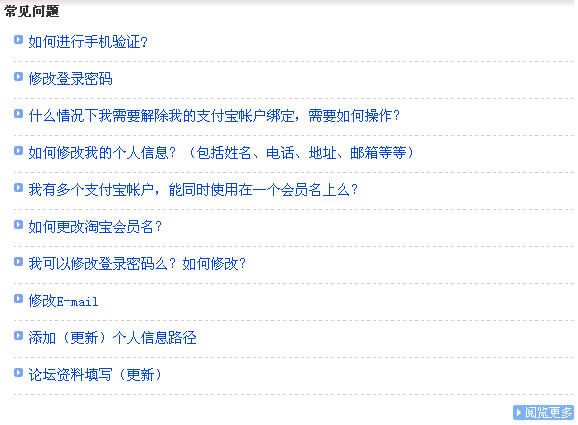 常见问题
如何进行手机验证?
修改登录密码
什么情况下我需要解除我的支付宝帐户绑定，需要如何操作?
如何修改我的个人信息? （包括姓名、电话、地址、邮箱等等）
我有多个支付宝帐户，能同时使用在一个会员名上么?
如何更改淘宝会员名?
我可以修改登录密码么? 如何修改?
修改E-mail
添加（更新）个人信息路径
论坛资料填写（更新）
阅览更多